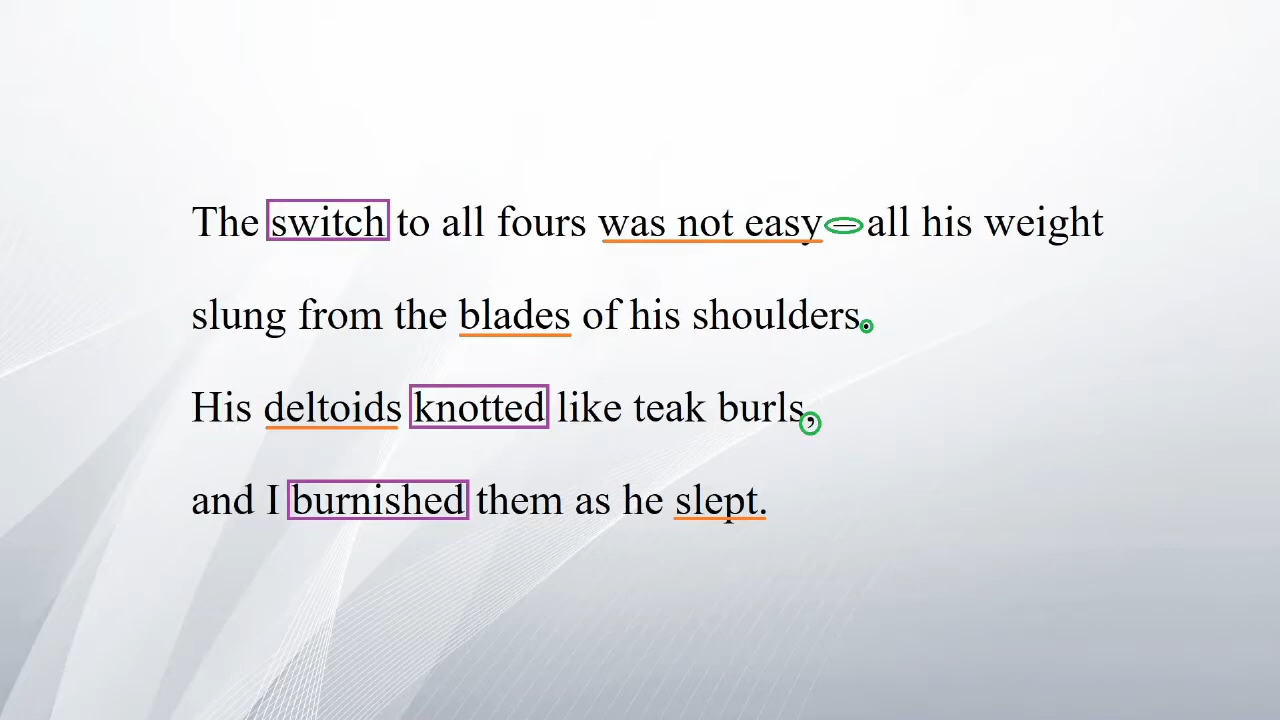 The switch to all fours was not easy—all his weight
slung from the blades of his shoulders.
His deltoids knotted like teak burls,
and I burnished them as he slept.